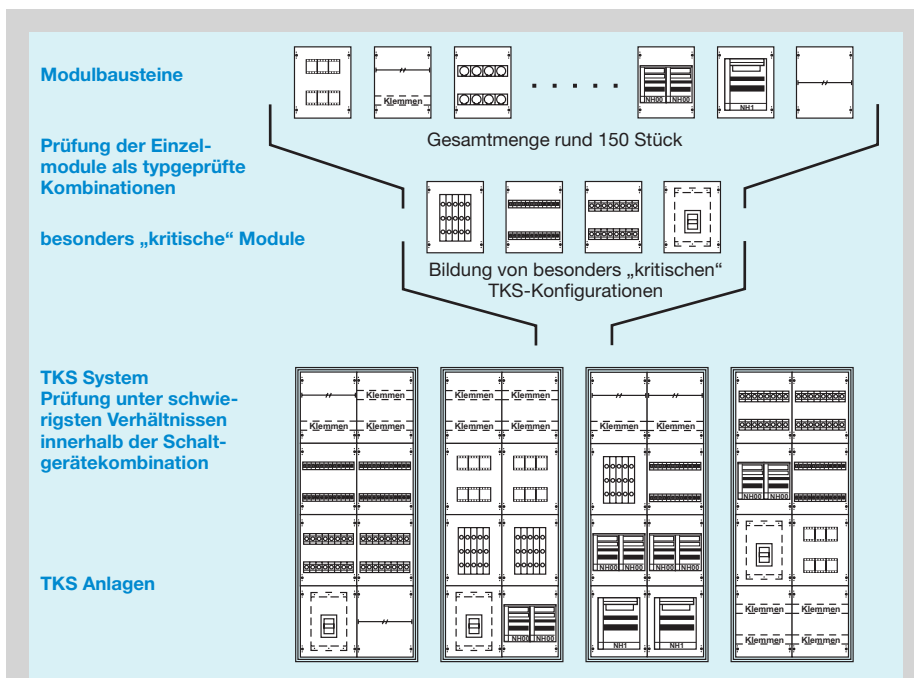 Modulbausteine
Klemmen
NH00 NH00
NH1
Gesamtmenge rund 150 Stück
Prüfung der Einzel-
module als typgeprüfte
Kombinationen
besonders „kritische“ Module
Bildung von besonders „kritischen“
TKS-Konfigurationen
TKS System
Prüfung unter schwie-
rigsten Verhältnissen
innerhalb der Schalt-
gerätekombination
TKS Anlagen
Klemmen
Klemmen Klemmen
Klemmen Klemmen
Klemmen Klemmen
NH00 NH00
Klemmen Klemmen
NH00 NH00 NH00 NH00
NH1 NH1
NH00 NH00
Klemmen Klemmen
Klemmen Klemmen